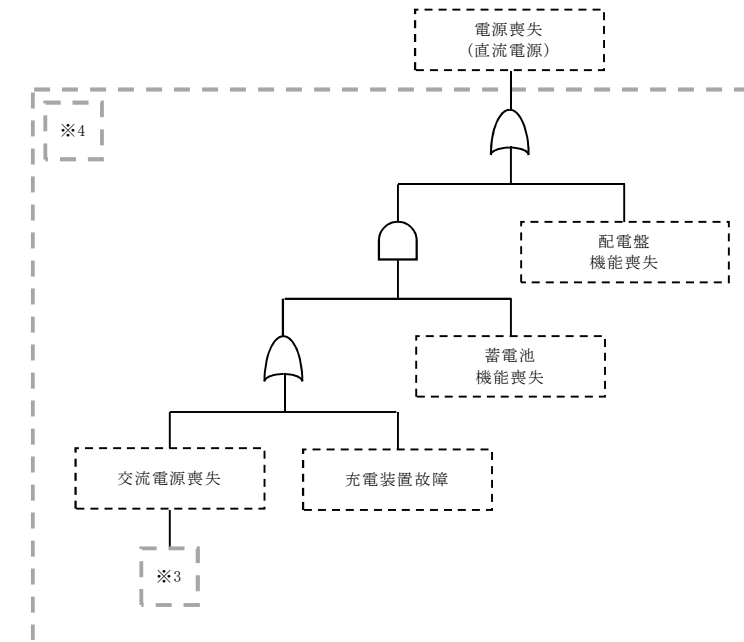 電源喪失
(直流電源)
※4
配電盤
機能喪失
蓄電池
機能喪失
交流電源喪失
充電装置故障
※3